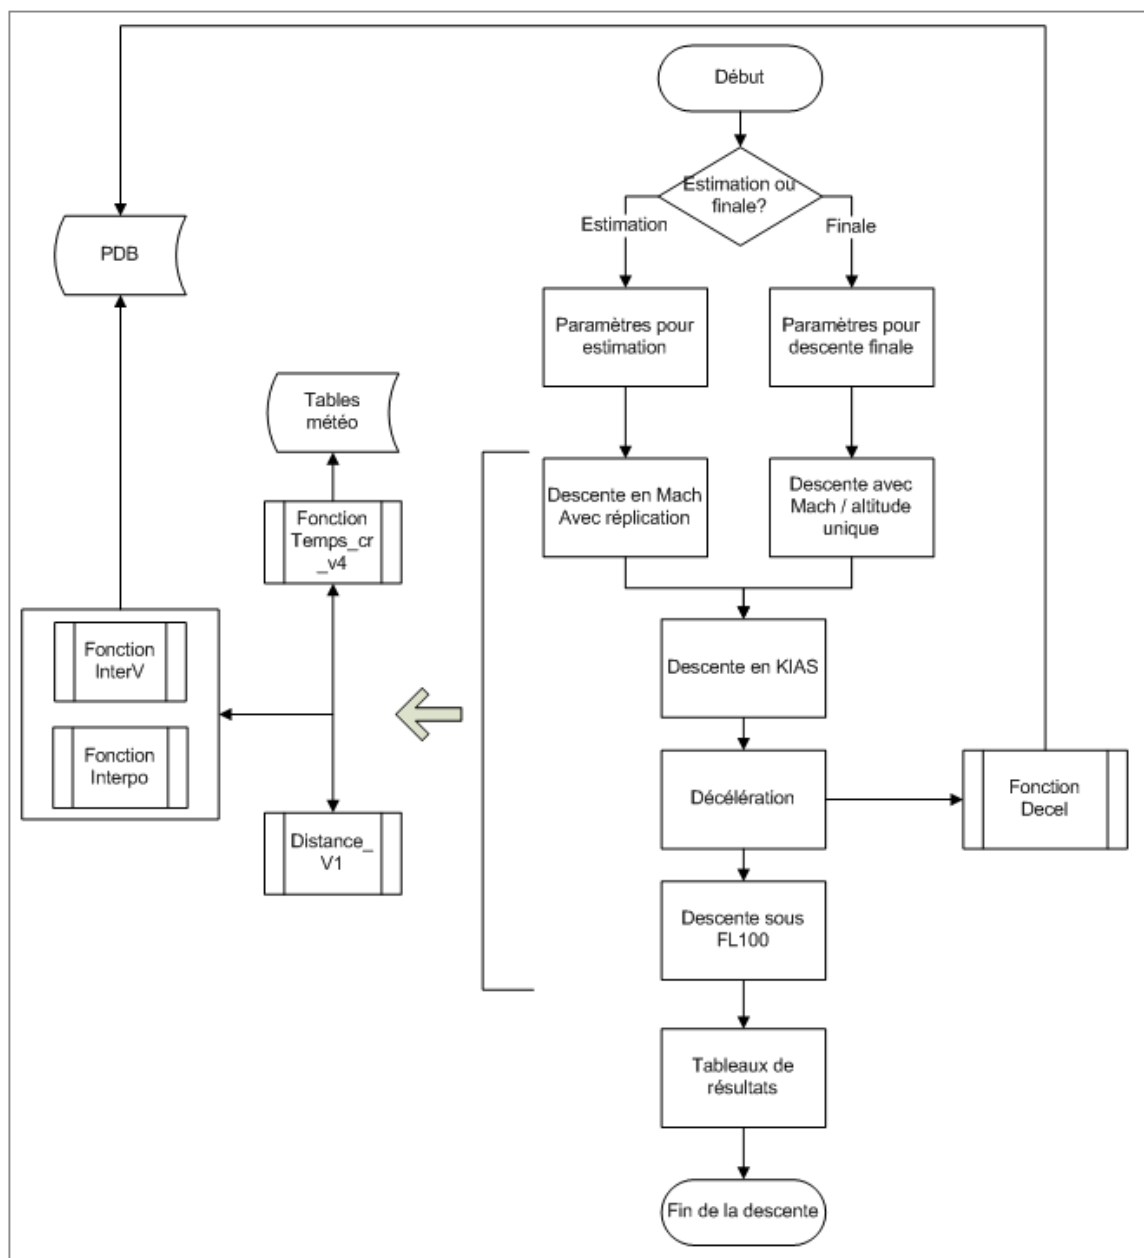 Début
Estimation ou
finale?
Estimation
Finale
PDB
Paramètres pour
estimation
Paramètres pour
descente finale
Tables
météo
Descente en Mach
Avec réplication
Descente avec
Mach / altitude
unique
Fonction
Temps_cr
_v4
Fonction
InterV
Descente en KIAS
Fonction
Interpo
Décélération
Fonction
Decel
Distance_
V1
Descente sous
FL100
Tableaux de
résultats
Fin de la descente